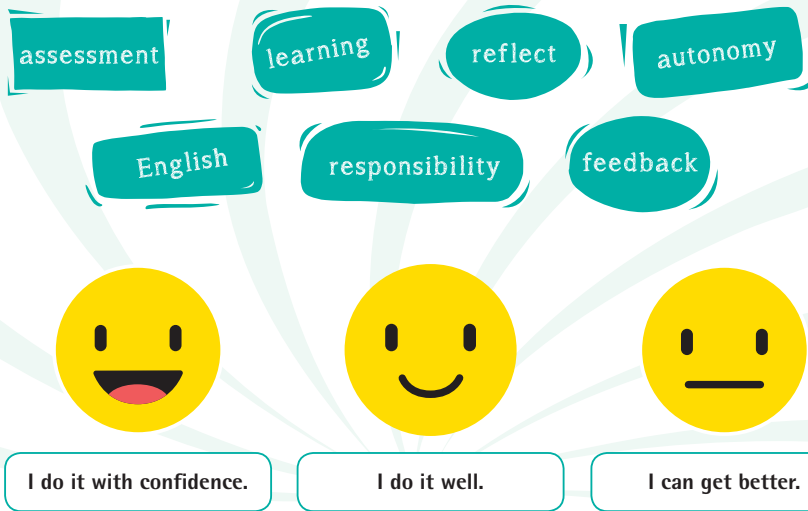 assessment learning reflect autonomy
English responsibility feedback
I do it with confidence. I do it well. I can get better.